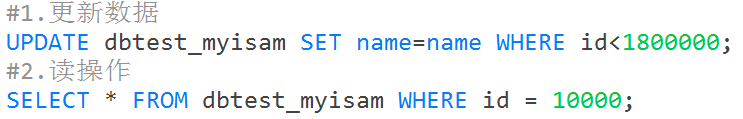 #1.更新数据
UPDATE dbtest_myisam SET name=name WHERE id<1800000;
#2.读操作
SELECT * FROM dbtest_myisam WHERE id = 10000;